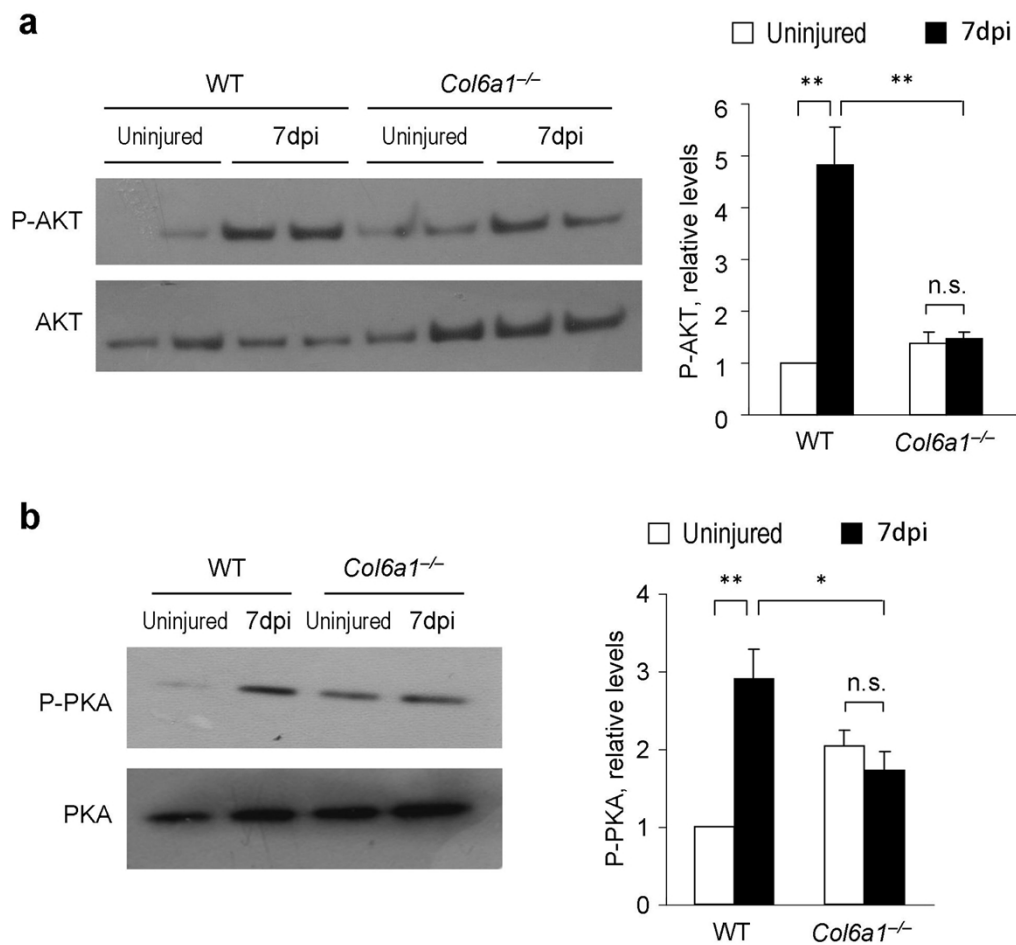 a
WT Col6a1–/–
Uninjured 7dpi Uninjured 7dpi
P-AKT
AKT
Uninjured 7dpi
** **
n.s.
P-AKT, relative levels
6
5
4
3
2
1
0
WT Col6a1–/–
b
WT Col6a1–/–
Uninjured 7dpi Uninjured 7dpi
P-PKA
PKA
Uninjured 7dpi
** *
n.s.
P-PKA, relative levels
4
3
2
1
0
WT Col6a1–/–